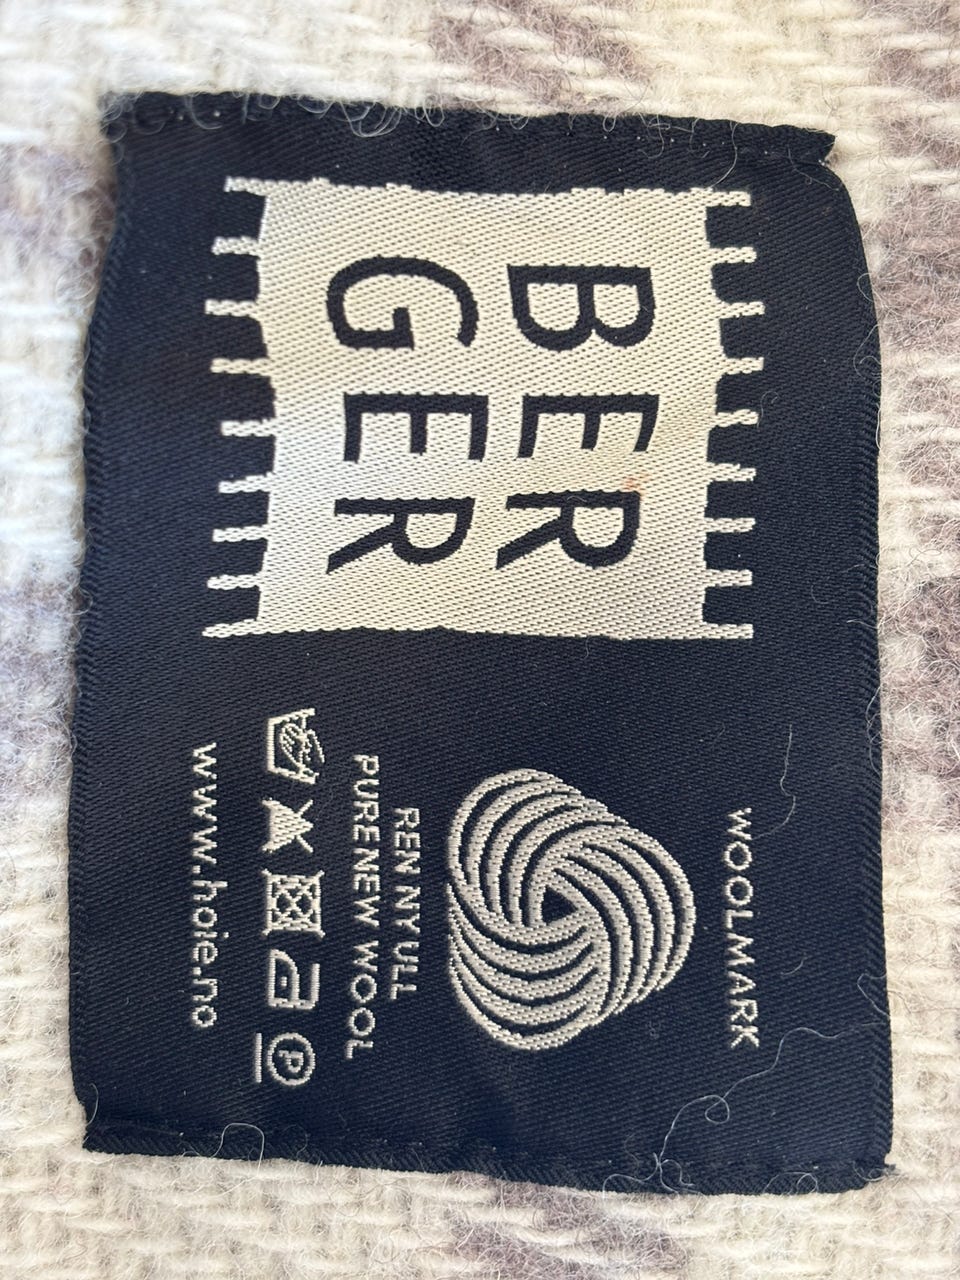 BER
GER
WOOLMARK
REN NY ULL
PURE NEW WOOL
P
www.hoie.no